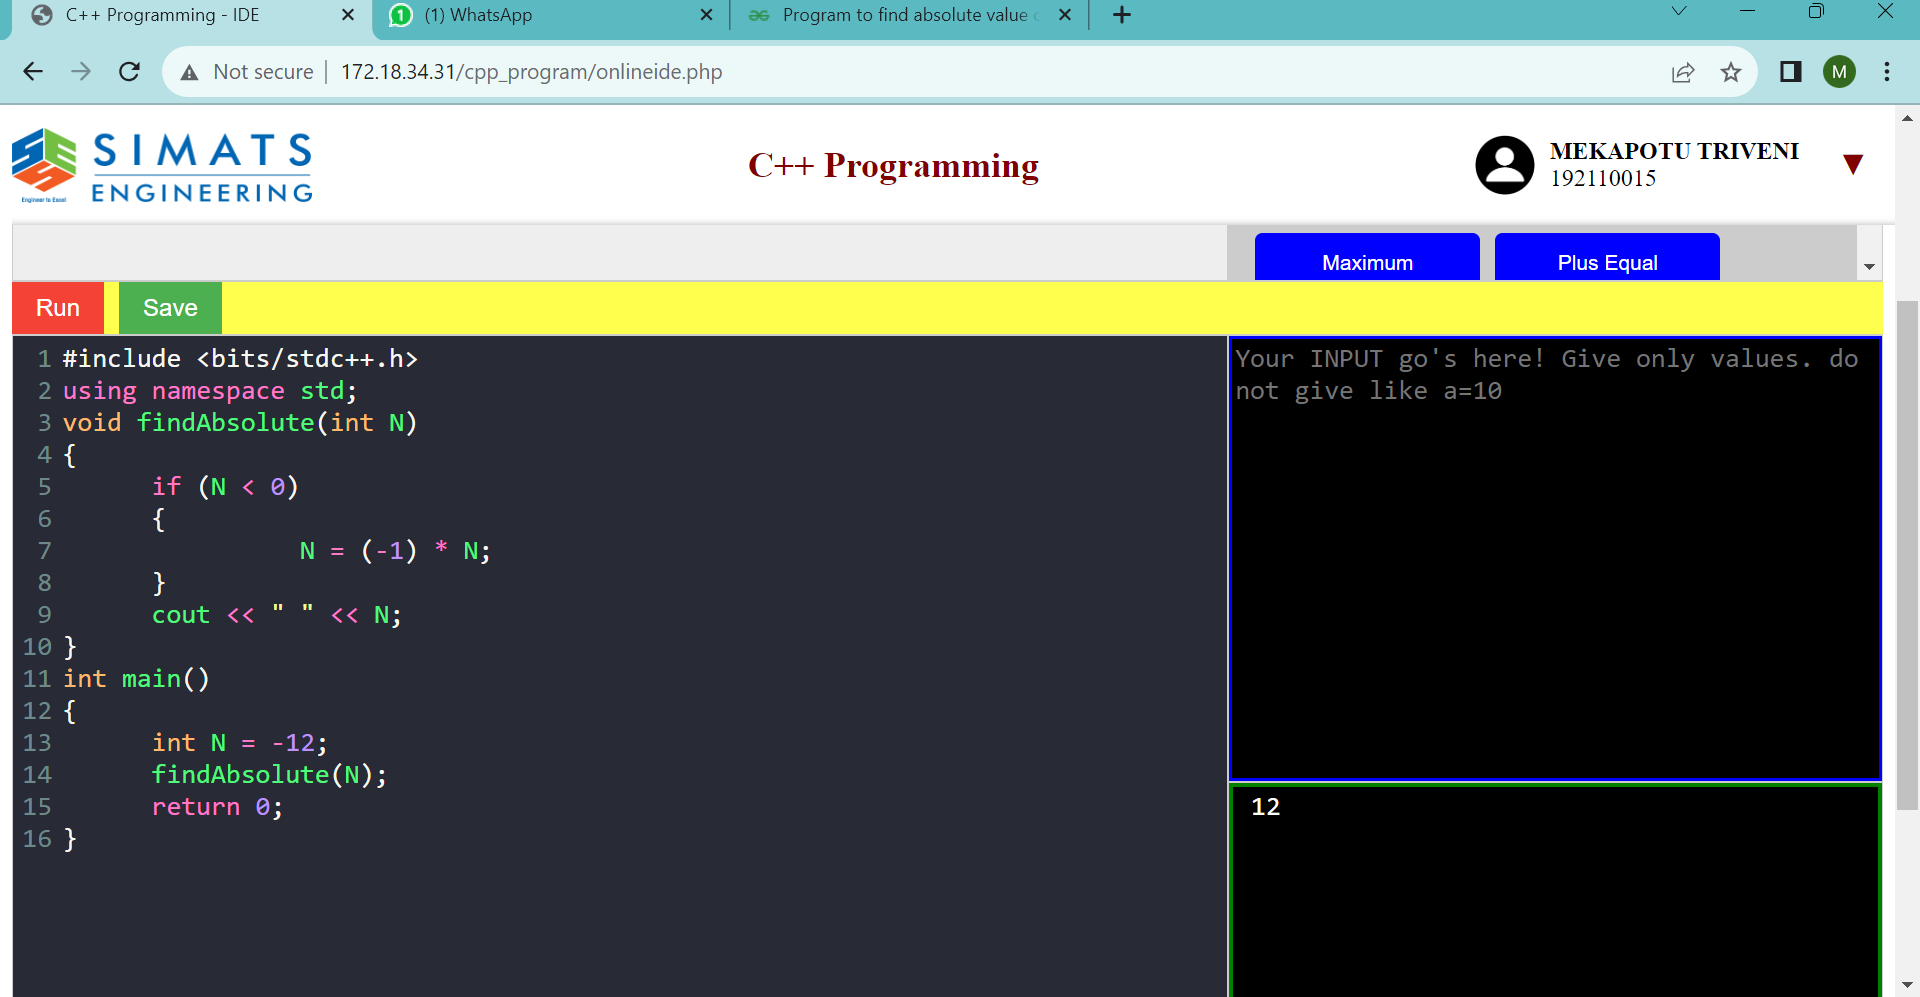 C++ Programming - IDE
(1) WhatsApp
Program to find absolute value
Not secure | 172.18.34.31/cpp_program/onlineide.php
M
SIMATS
ENGINEERING
Engineer to Excel
C++ Programming
MEKAPOTU TRIVENI
192110015
Maximum
Plus Equal
Run
Save
1 #include <bits/stdc++.h>
2 using namespace std;
3 void findAbsolute(int N)
4 {
5 if (N < 0)
6 {
7 N = (-1) * N;
8 }
9 cout << " " << N;
10 }
11 int main()
12 {
13 int N = -12;
14 findAbsolute(N);
15 return 0;
16 }
Your INPUT go's here! Give only values. do
not give like a=10
12